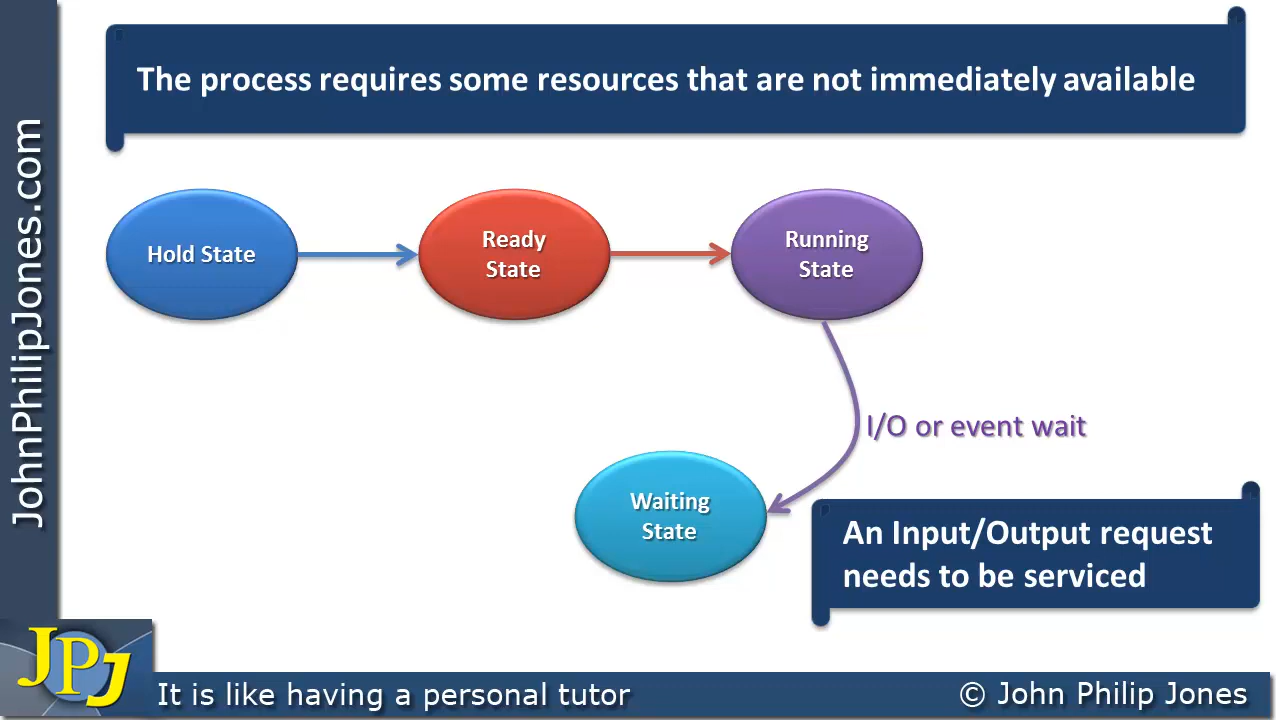 The process requires some resources that are not immediately available
JohnPhilipJones.com
Hold State
Ready
State
Running
State
I/O or event wait
Waiting
State
An Input/Output request
needs to be serviced
JPJ
It is like having a personal tutor
© John Philip Jones